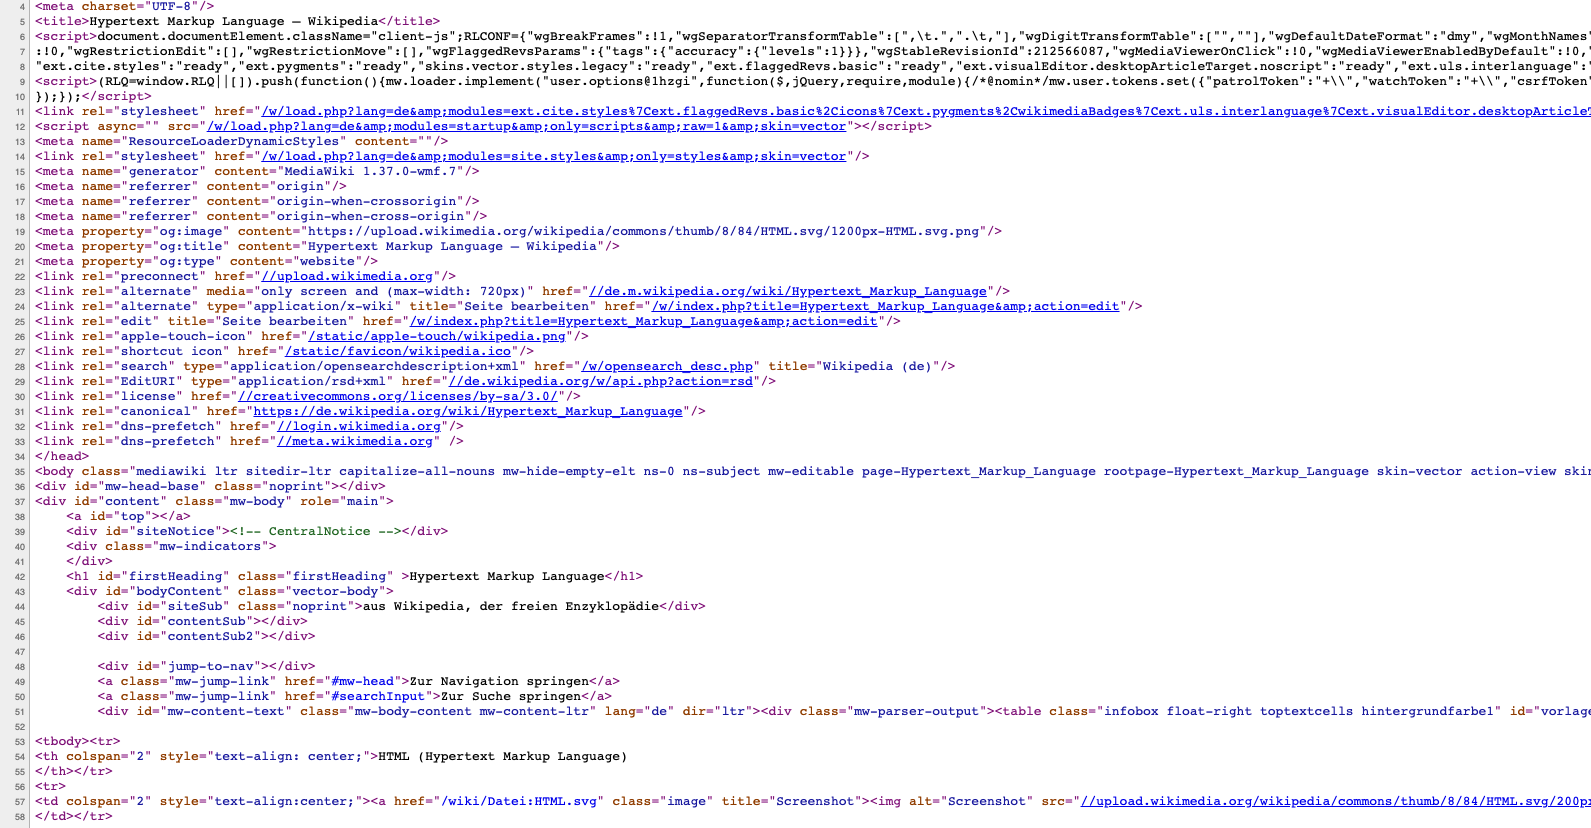 4 <meta charset="UTF-8"/>
5 <title>Hypertext Markup Language – Wikipedia</title>
6 <script>document.documentElement.className="client-js";RLCONF={"wgBreakFrames":!1,"wgSeparatorTransformTable":[",\t.",".\t,"],"wgDigitTransformTable":["",""],"wgDefaultDateFormat":"dmy","wgMonthNames"
7 :!0,"wgRestrictionEdit":[],"wgRestrictionMove":[],"wgFlaggedRevsParams":{"tags":{"accuracy":{"levels":1}}},"wgStableRevisionId":212566087,"wgMediaViewerOnClick":!0,"wgMediaViewerEnabledByDefault":!0,
8 "ext.cite.styles":"ready","ext.pygments":"ready","skins.vector.styles.legacy":"ready","ext.flaggedRevs.basic":"ready","ext.visualEditor.desktopArticleTarget.noscript":"ready","ext.uls.interlanguage":"
9 <script>(RLQ=window.RLQ||[]).push(function(){mw.loader.implement("user.options@1hzgi",function($,jQuery,require,module){/*@nomin*/mw.user.tokens.set({"patrolToken":"+\\","watchToken":"+\\","csrfToken"
10 });});</script>
11 <link rel="stylesheet" href="/w/load.php?lang=de&amp;modules=ext.cite.styles%7Cext.flaggedRevs.basic%2Cicons%7Cext.pygments%2CwikimediaBadges%7Cext.uls.interlanguage%7Cext.visualEditor.desktopArticleT
12 <script async="" src="/w/load.php?lang=de&amp;modules=startup&amp;only=scripts&amp;raw=1&amp;skin=vector"></script>
13 <meta name="ResourceLoaderDynamicStyles" content=""/>
14 <link rel="stylesheet" href="/w/load.php?lang=de&amp;modules=site.styles&amp;only=styles&amp;skin=vector"/>
15 <meta name="generator" content="MediaWiki 1.37.0-wmf.7"/>
16 <meta name="referrer" content="origin"/>
17 <meta name="referrer" content="origin-when-crossorigin"/>
18 <meta name="referrer" content="origin-when-cross-origin"/>
19 <meta property="og:image" content="https://upload.wikimedia.org/wikipedia/commons/thumb/8/84/HTML.svg/1200px-HTML.svg.png"/>
20 <meta property="og:title" content="Hypertext Markup Language – Wikipedia"/>
21 <meta property="og:type" content="website"/>
22 <link rel="preconnect" href="//upload.wikimedia.org"/>
23 <link rel="alternate" media="only screen and (max-width: 720px)" href="//de.m.wikipedia.org/wiki/Hypertext_Markup_Language"/>
24 <link rel="alternate" type="application/x-wiki" title="Seite bearbeiten" href="/w/index.php?title=Hypertext_Markup_Language&amp;action=edit"/>
25 <link rel="edit" title="Seite bearbeiten" href="/w/index.php?title=Hypertext_Markup_Language&amp;action=edit"/>
26 <link rel="apple-touch-icon" href="/static/apple-touch/wikipedia.png"/>
27 <link rel="shortcut icon" href="/static/favicon/wikipedia.ico"/>
28 <link rel="search" type="application/opensearchdescription+xml" href="/w/opensearch_desc.php" title="Wikipedia (de)"/>
29 <link rel="EditURI" type="application/rsd+xml" href="//de.wikipedia.org/w/api.php?action=rsd"/>
30 <link rel="license" href="//creativecommons.org/licenses/by-sa/3.0/"/>
31 <link rel="canonical" href="https://de.wikipedia.org/wiki/Hypertext_Markup_Language"/>
32 <link rel="dns-prefetch" href="//login.wikimedia.org"/>
33 <link rel="dns-prefetch" href="//meta.wikimedia.org" />
34 </head>
35 <body class="mediawiki ltr sitedir-ltr capitalize-all-nouns mw-hide-empty-elt ns-0 ns-subject mw-editable page-Hypertext_Markup_Language rootpage-Hypertext_Markup_Language skin-vector action-view skin
36 <div id="mw-head-base" class="noprint"></div>
37 <div id="content" class="mw-body" role="main">
38 <a id="top"></a>
39 <div id="siteNotice"><!-- CentralNotice --></div>
40 <div class="mw-indicators">
41 </div>
42 <h1 id="firstHeading" class="firstHeading" >Hypertext Markup Language</h1>
43 <div id="bodyContent" class="vector-body">
44 <div id="siteSub" class="noprint">aus Wikipedia, der freien Enzyklopädie</div>
45 <div id="contentSub"></div>
46 <div id="contentSub2"></div>
47
48 <div id="jump-to-nav"></div>
49 <a class="mw-jump-link" href="#mw-head">Zur Navigation springen</a>
50 <a class="mw-jump-link" href="#searchInput">Zur Suche springen</a>
51 <div id="mw-content-text" class="mw-body-content mw-content-ltr" lang="de" dir="ltr"><div class="mw-parser-output"><table class="infobox float-right toptextcells hintergrundfarbe1" id="vorlage
52
53 <tbody><tr>
54 <th colspan="2" style="text-align: center;">HTML (Hypertext Markup Language)
55 </th></tr>
56 <tr>
57 <td colspan="2" style="text-align:center;"><a href="/wiki/Datei:HTML.svg" class="image" title="Screenshot"><img alt="Screenshot" src="//upload.wikimedia.org/wikipedia/commons/thumb/8/84/HTML.svg/200px
58 </td></tr>